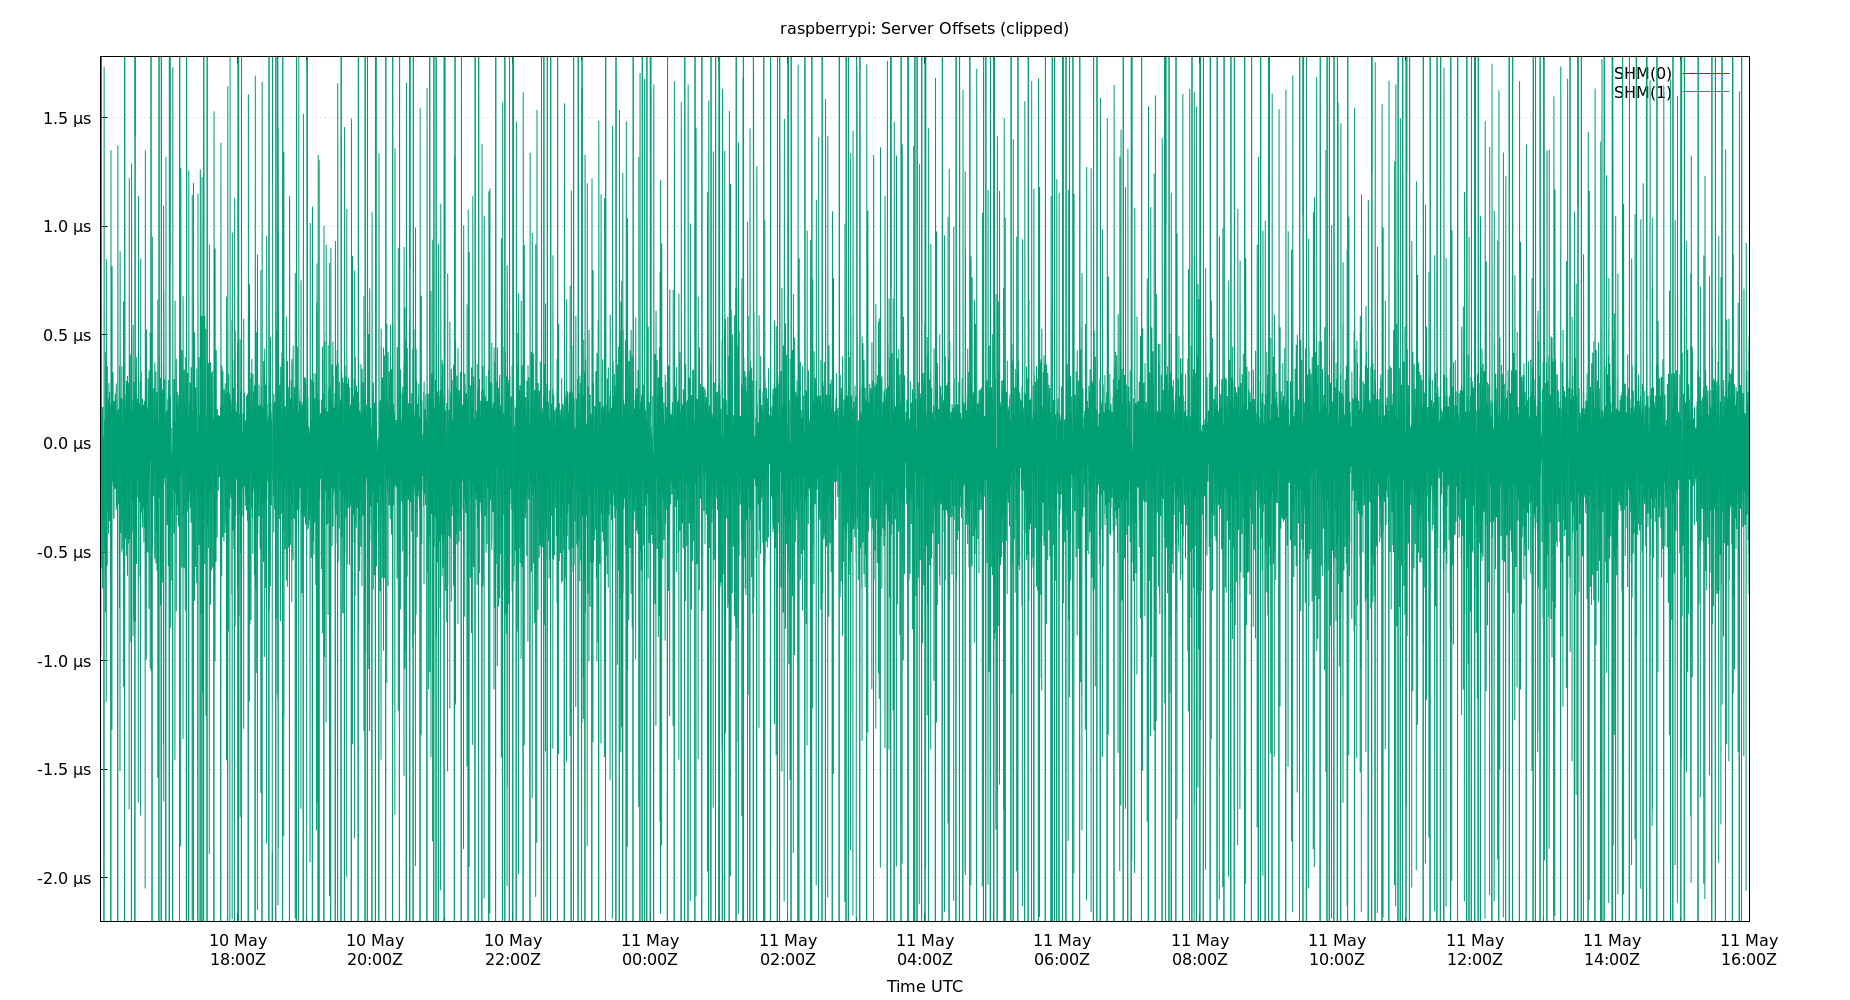 raspberrypi: Server Offsets (clipped)
SHM(0)
SHM(1)
1.5 µs
1.0 µs
0.5 µs
0.0 µs
-0.5 µs
-1.0 µs
-1.5 µs
-2.0 µs
10 May 10 May 10 May 11 May 11 May 11 May 11 May 11 May 11 May 11 May 11 May 11 May
18:00Z 20:00Z 22:00Z 00:00Z 02:00Z 04:00Z 06:00Z 08:00Z 10:00Z 12:00Z 14:00Z 16:00Z
Time UTC